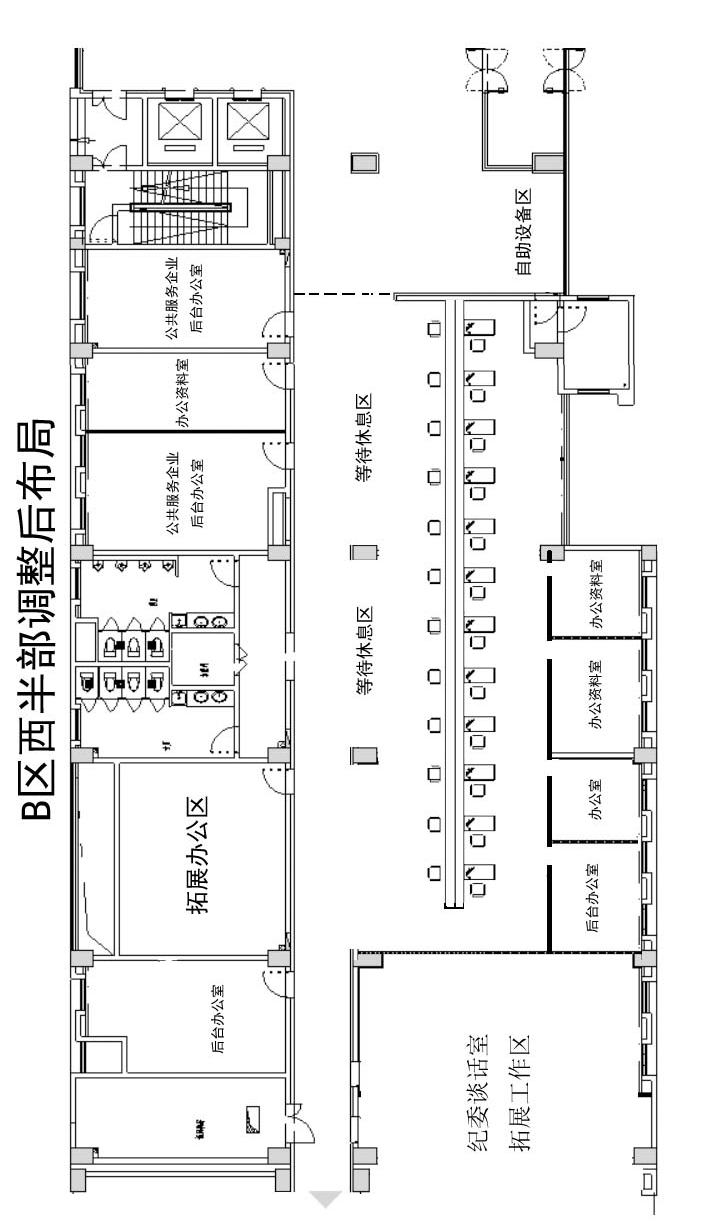 B区西半部调整后布局
公共服务企业
后台办公室
办公资料室
公共服务企业
后台办公室
拓展办公区
后台办公室
自助设备区
等待休息区
等待休息区
办公资料室
办公资料室
办公室
后台办公室
纪委谈话室
拓展工作区